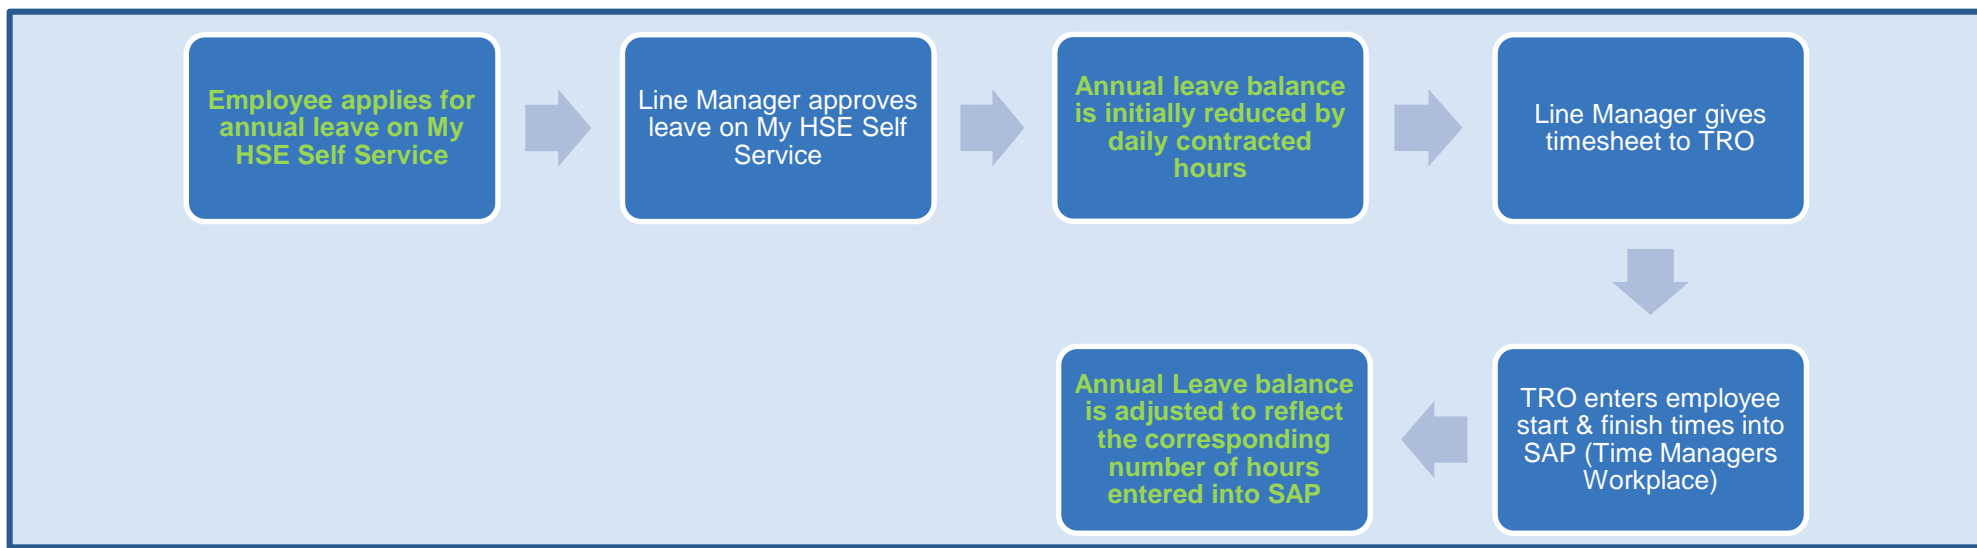 Employee applies for
annual leave on My
HSE Self Service
Line Manager approves
leave on My HSE Self
Service
Annual leave balance
is initially reduced by
daily contracted
hours
Line Manager gives
timesheet to TRO
TRO enters employee
start & finish times into
SAP (Time Managers
Workplace)
Annual Leave balance
is adjusted to reflect
the corresponding
number of hours
entered into SAP